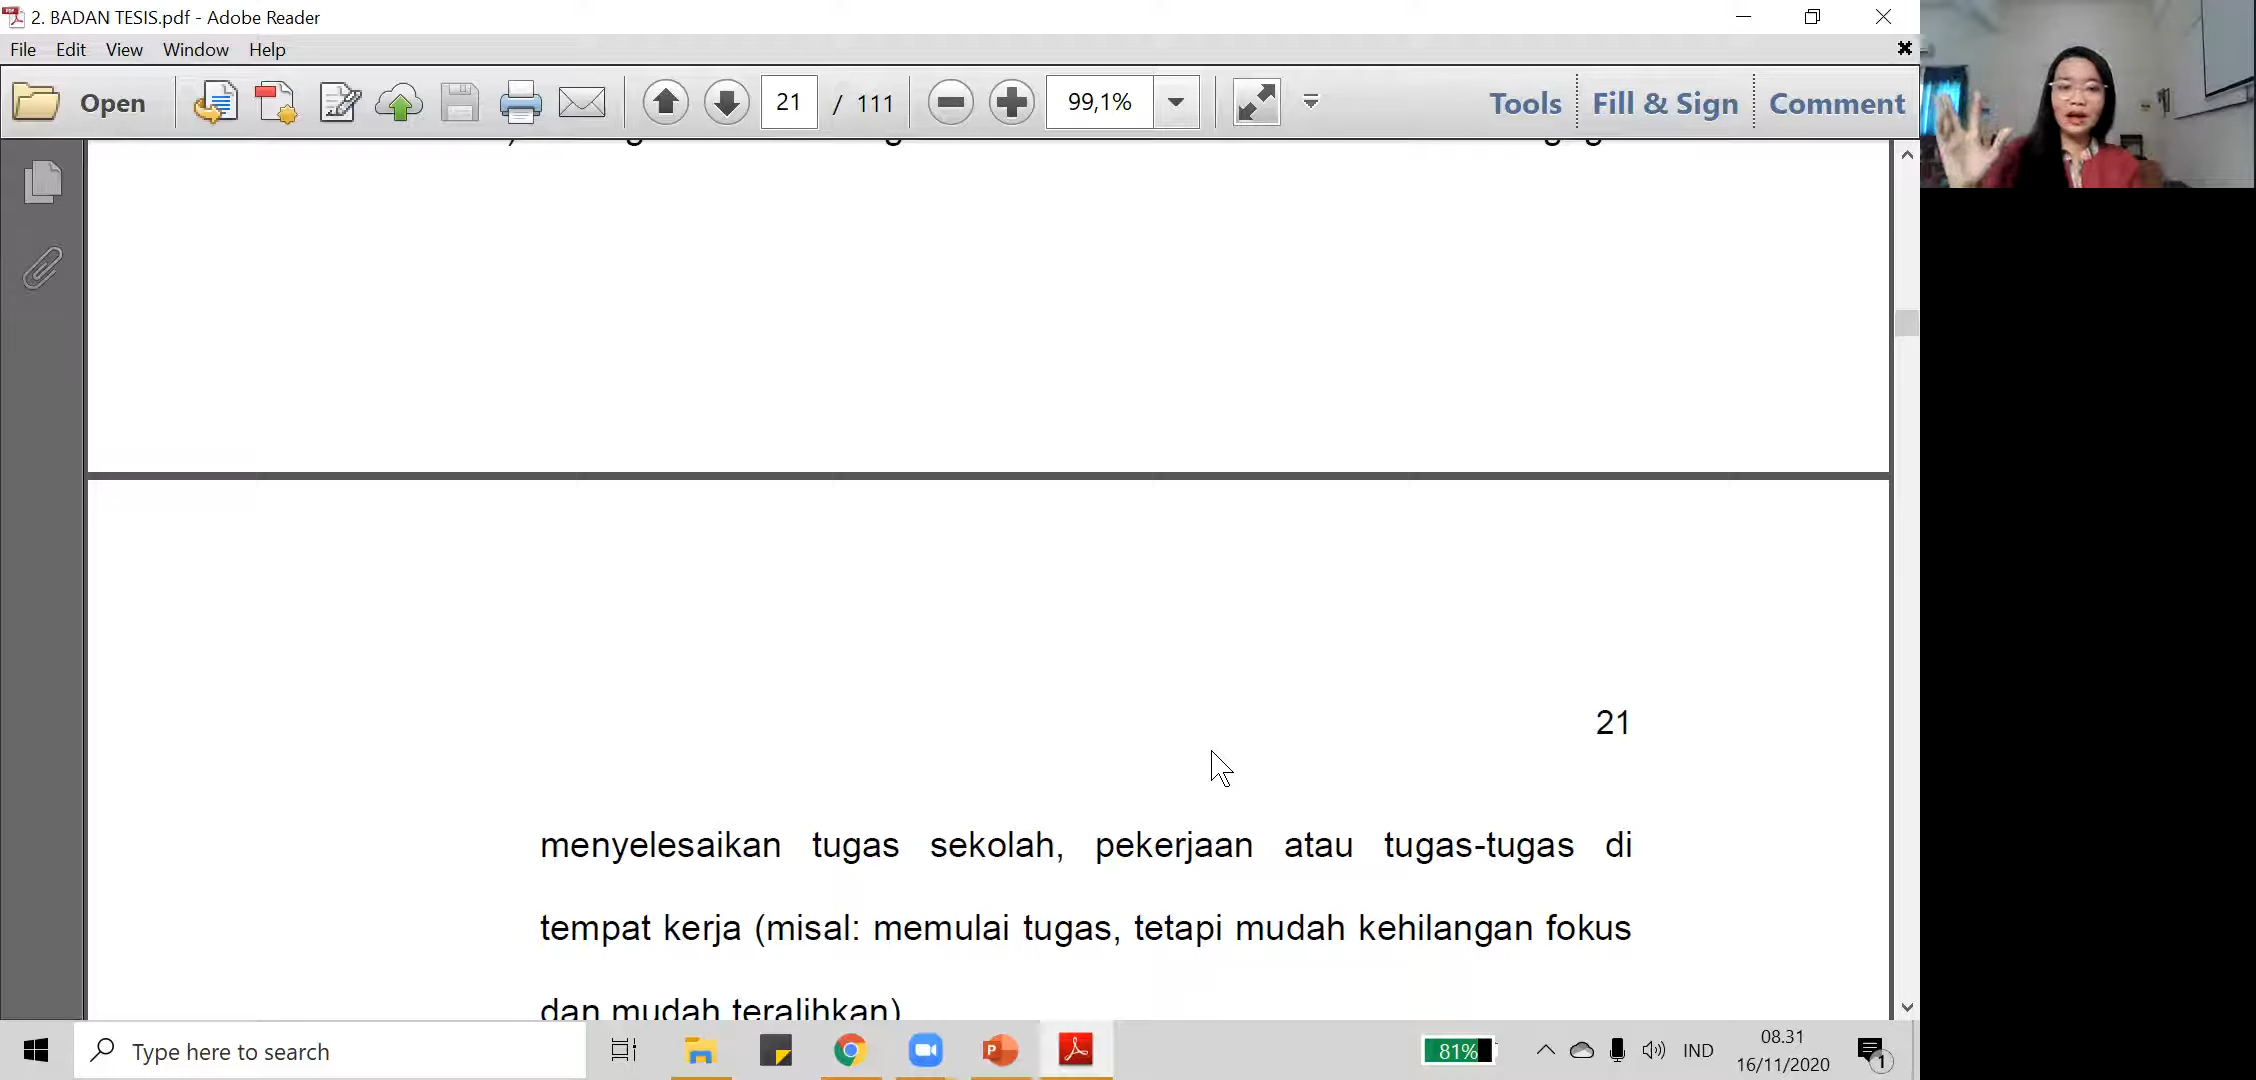 2. BADAN TESIS.pdf - Adobe Reader
File Edit View Window Help
Open 21 / 111 99,1% Tools Fill & Sign Comment
21
menyelesaikan tugas sekolah, pekerjaan atau tugas-tugas di
tempat kerja (misal: memulai tugas, tetapi mudah kehilangan fokus
dan mudah teralihkan)
Type here to search 81% IND 08.31
16/11/2020 1